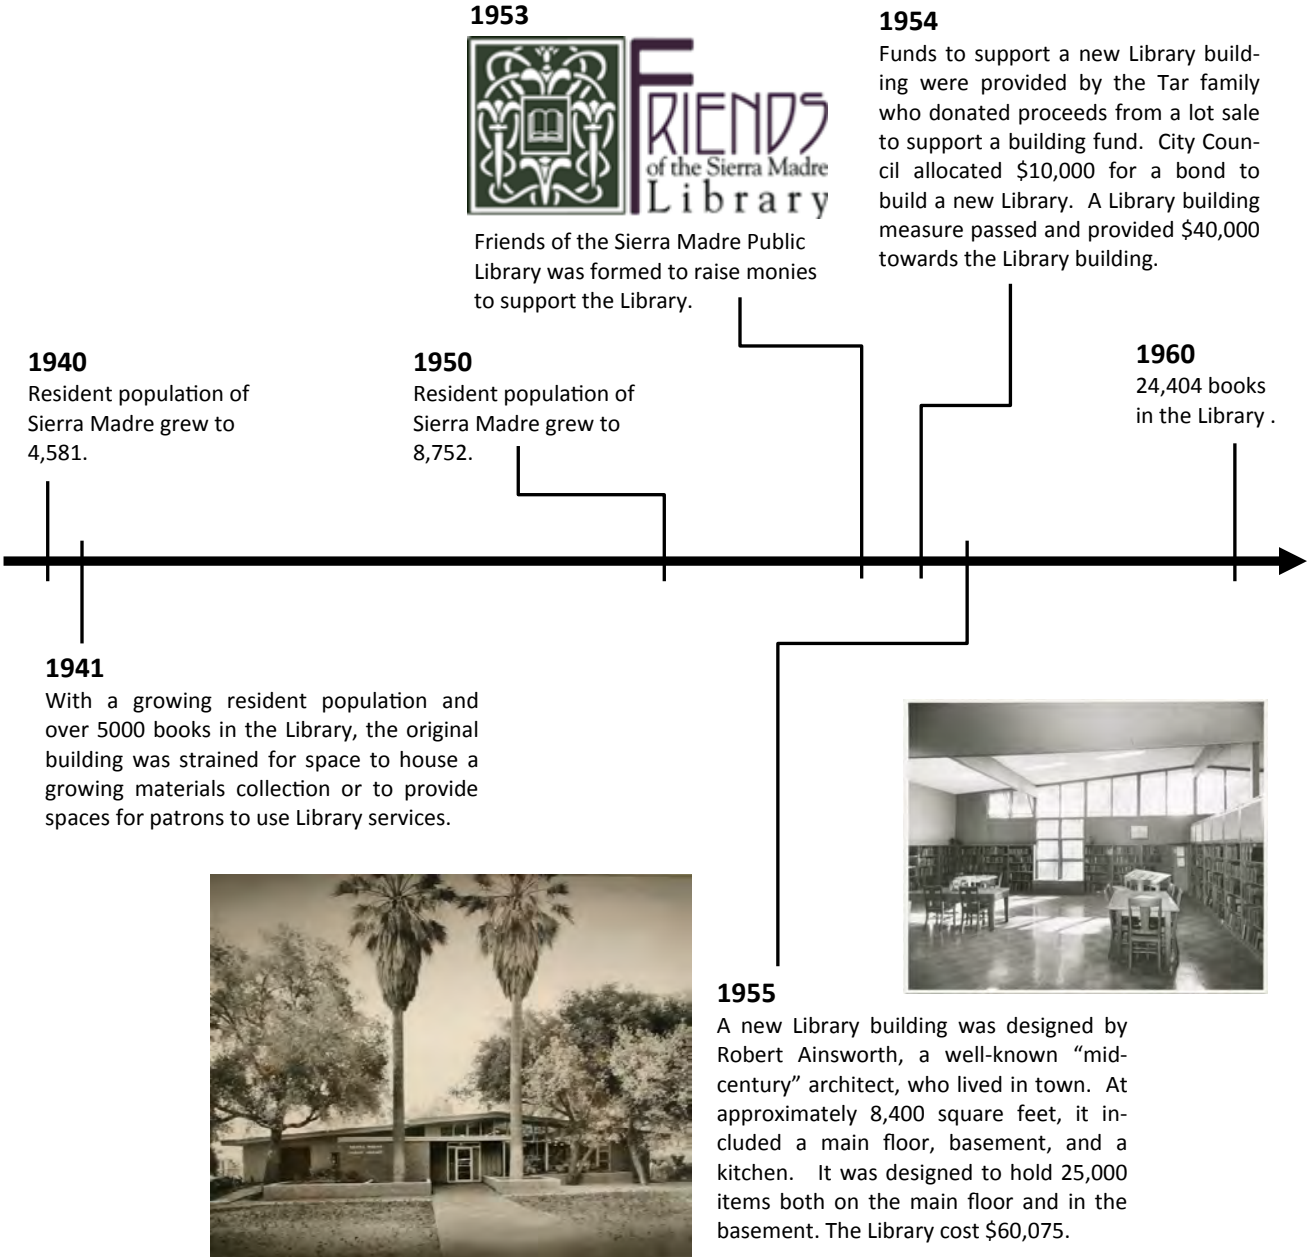 1953
FRIENDS
of the Sierra Madre
Library
Friends of the Sierra Madre Public
Library was formed to raise monies
to support the Library.
1954
Funds to support a new Library build-
ing were provided by the Tar family
who donated proceeds from a lot sale
to support a building fund. City Coun-
cil allocated $10,000 for a bond to
build a new Library. A Library building
measure passed and provided $40,000
towards the Library building.
1940
Resident population of
Sierra Madre grew to
4,581.
1950
Resident population of
Sierra Madre grew to
8,752.
1960
24,404 books
in the Library .
1941
With a growing resident population and
over 5000 books in the Library, the original
building was strained for space to house a
growing materials collection or to provide
spaces for patrons to use Library services.
1955
A new Library building was designed by
Robert Ainsworth, a well-known “mid-
century” architect, who lived in town. At
approximately 8,400 square feet, it in-
cluded a main floor, basement, and a
kitchen. It was designed to hold 25,000
items both on the main floor and in the
basement. The Library cost $60,075.